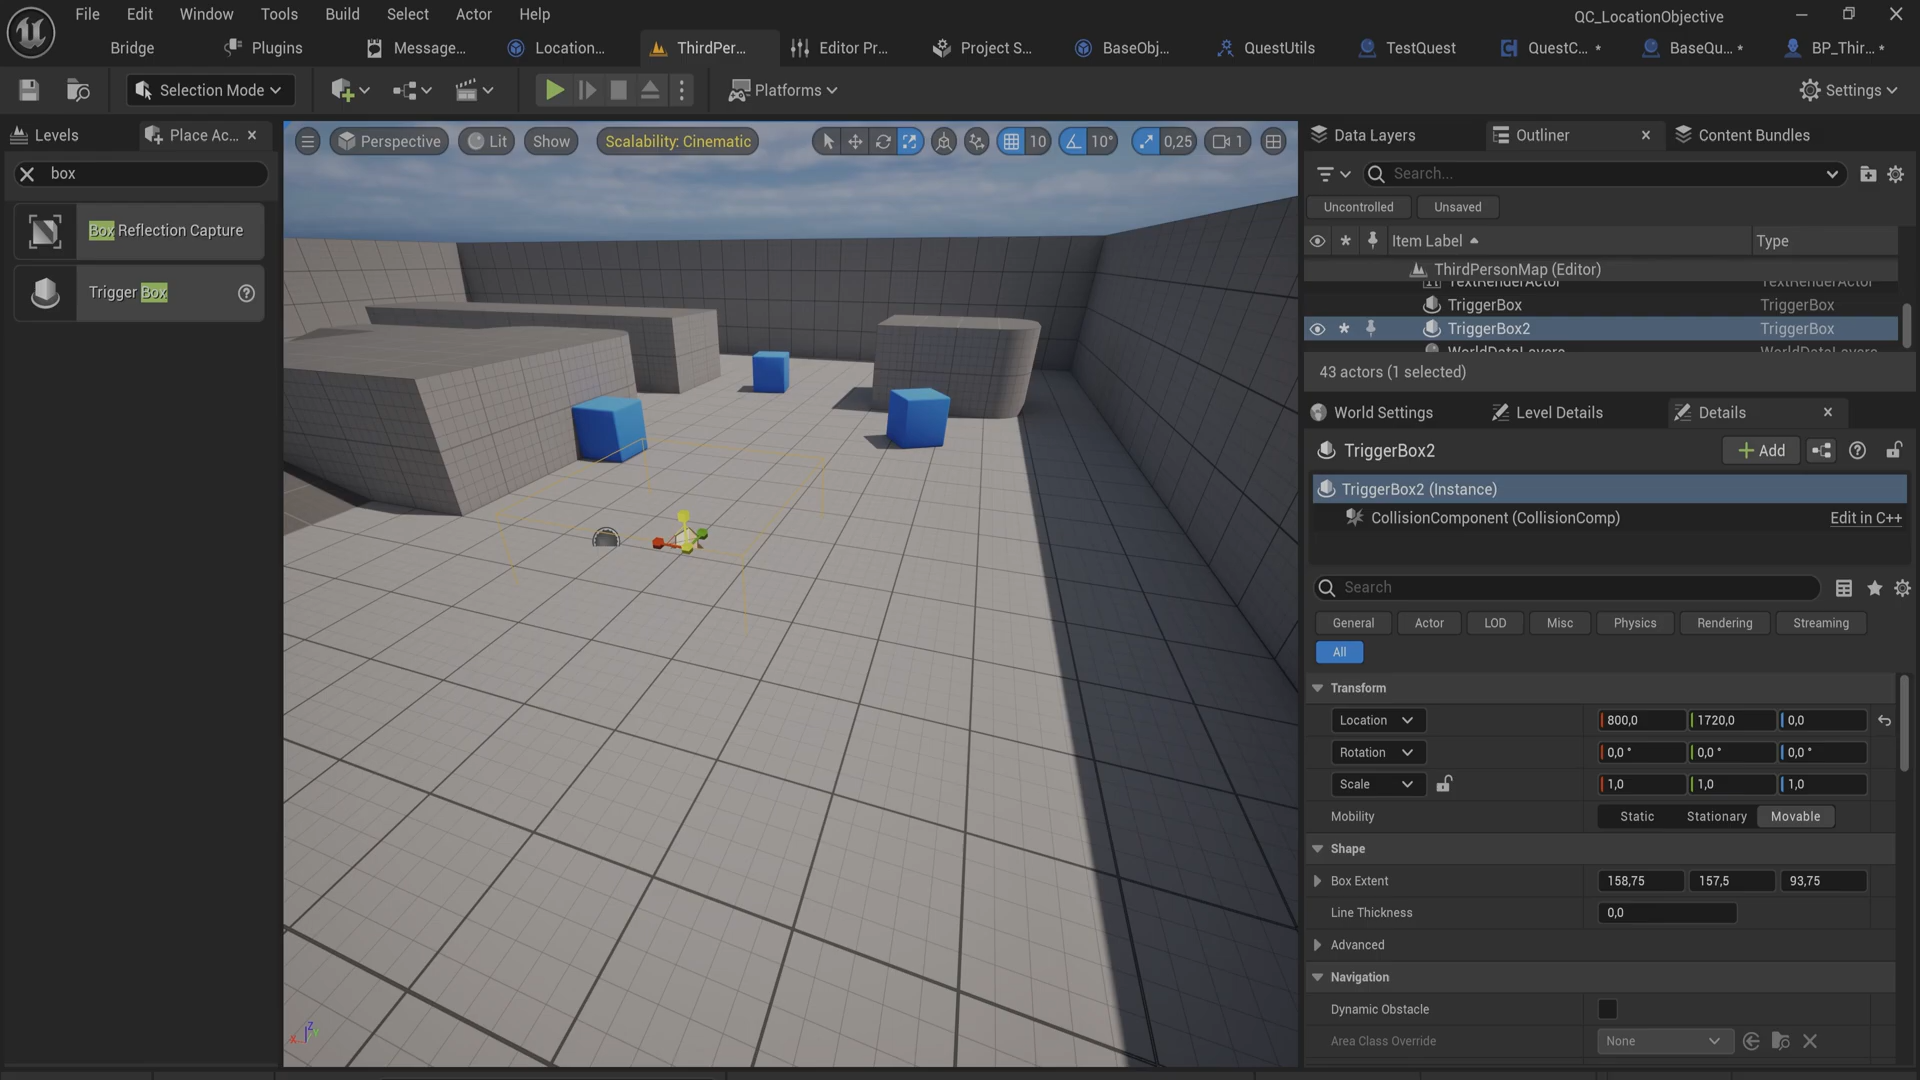 File Edit Window Tools Build Select Actor Help
QC_LocationObjective
Bridge
Plugins
Message...
Location...
ThirdPer...
Editor Pr...
Project S...
BaseObj...
QuestUtils
TestQuest
QuestC... *
BaseQu... *
BP_Thir... *
Selection Mode
Platforms
Settings
Levels
Place Ac...
box
Box Reflection Capture
Trigger Box
Perspective
Lit
Show
Scalability: Cinematic
10
10°
0,25
1
Data Layers
Outliner
Content Bundles
Search...
Uncontrolled
Unsaved
Item Label
Type
ThirdPersonMap (Editor)
TextRenderActor TextRenderActor
TriggerBox TriggerBox
TriggerBox2 TriggerBox
WorldDataLayers WorldDataLayers
43 actors (1 selected)
World Settings
Level Details
Details
TriggerBox2
Add
TriggerBox2 (Instance)
CollisionComponent (CollisionComp)
Edit in C++
Search
General Actor LOD Misc Physics Rendering Streaming
All
Transform
Location 800,0 1720,0 0,0
Rotation 0,0 ° 0,0 ° 0,0 °
Scale 1,0 1,0 1,0
Mobility Static Stationary Movable
Shape
Box Extent 158,75 157,5 93,75
Line Thickness 0,0
Advanced
Navigation
Dynamic Obstacle
Area Class Override None
Z
X